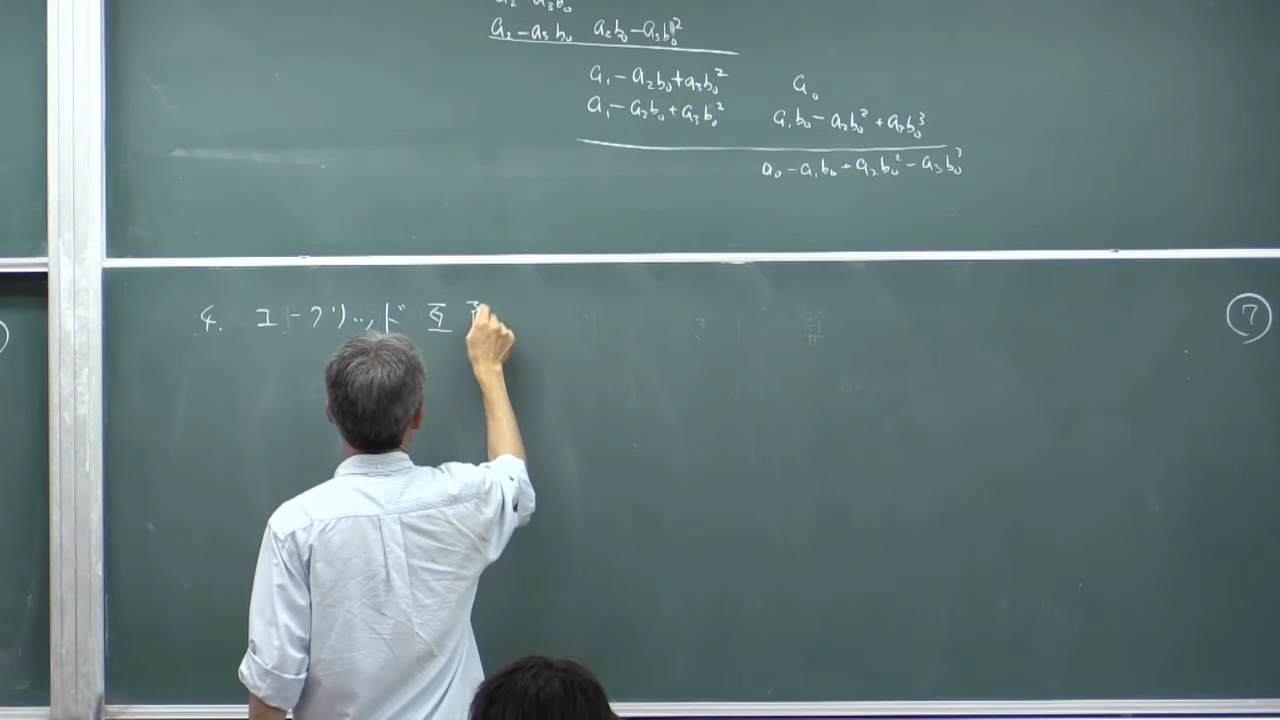 a₂ - a₃b₀
a₂ - a₃b₀ a₂b₀ - a₃b₀²
a₁ - a₂b₀ + a₃b₀² a₀
a₁ - a₂b₀ + a₃b₀² a₁b₀ - a₂b₀² + a₃b₀³
a₀ - a₁b₀ + a₂b₀² - a₃b₀³
4. ユークリッド 互
⑦